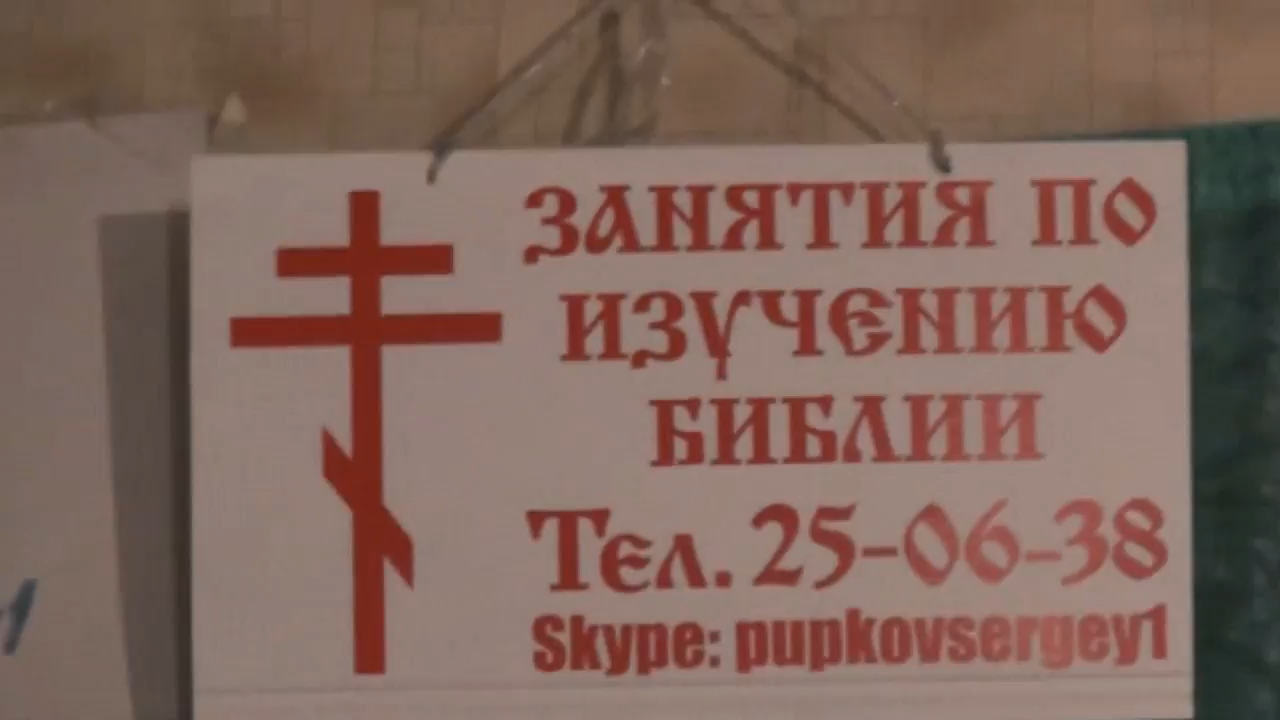 ЗАНЯТИЯ ПО
ИЗУЧЕНИЮ
БИБЛИИ
Тел. 25-06-38
Skype: pupkovsergey1